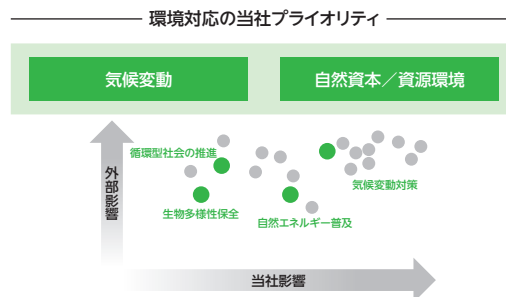 環境対応の当社プライオリティ
気候変動
自然資本／資源環境
循環型社会の推進
外部影響
気候変動対策
生物多様性保全
自然エネルギー普及
当社影響